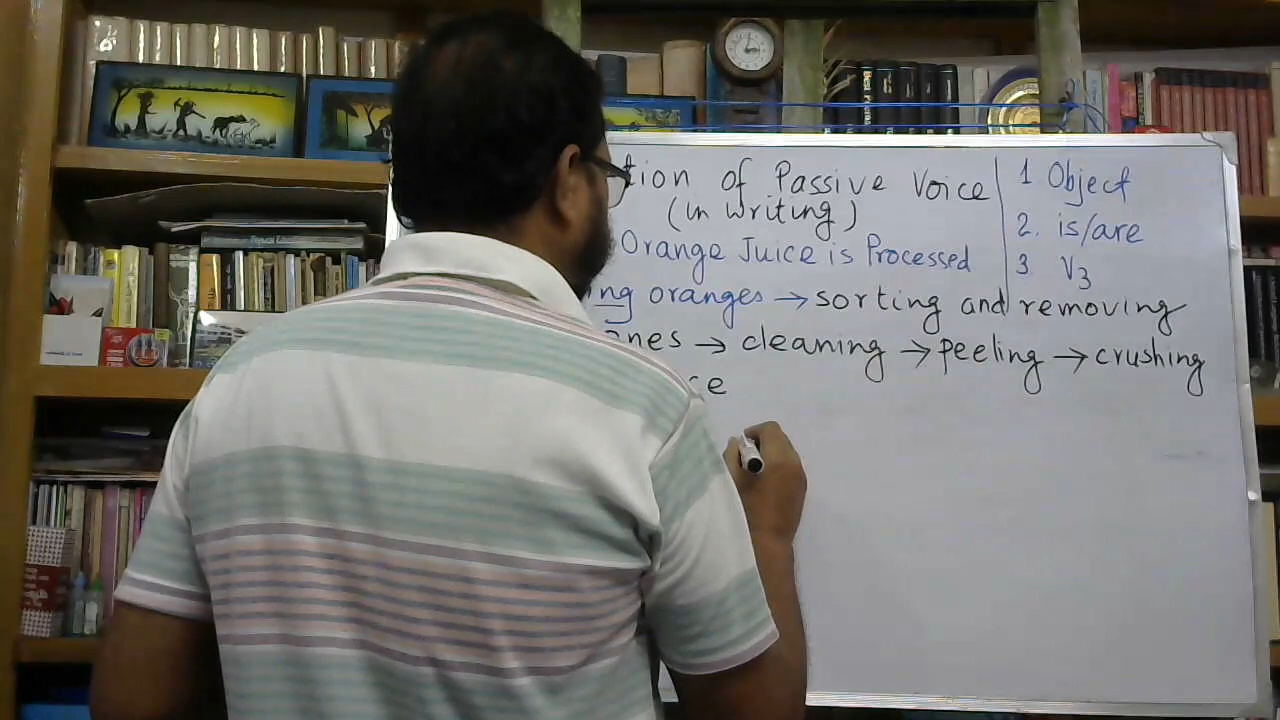 tion of Passive Voice
(in writing)
Orange Juice is Processed
ng oranges → sorting and removing
nes → cleaning → peeling → crushing
ce
1 Object
2. is/are
3 V3